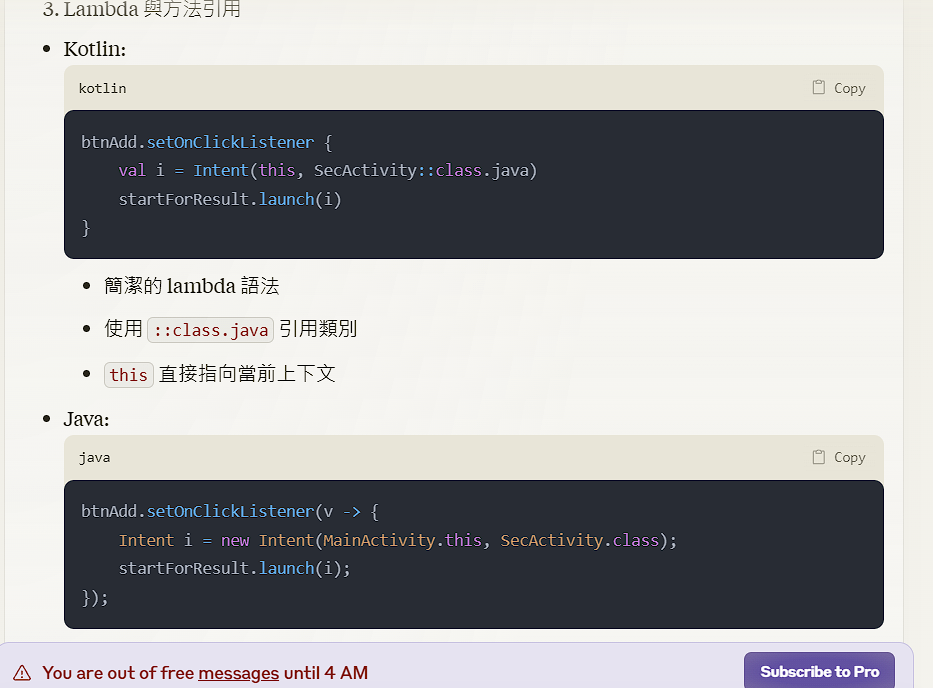 3. Lambda 與方法引用
• Kotlin:
kotlin
Copy
btnAdd.setOnClickListener {
    val i = Intent(this, SecActivity::class.java)
    startForResult.launch(i)
}
• 簡潔的 lambda 語法
• 使用 ::class.java 引用類別
• this 直接指向當前上下文
• Java:
java
Copy
btnAdd.setOnClickListener(v -> {
    Intent i = new Intent(MainActivity.this, SecActivity.class);
    startForResult.launch(i);
});
You are out of free messages until 4 AM
Subscribe to Pro